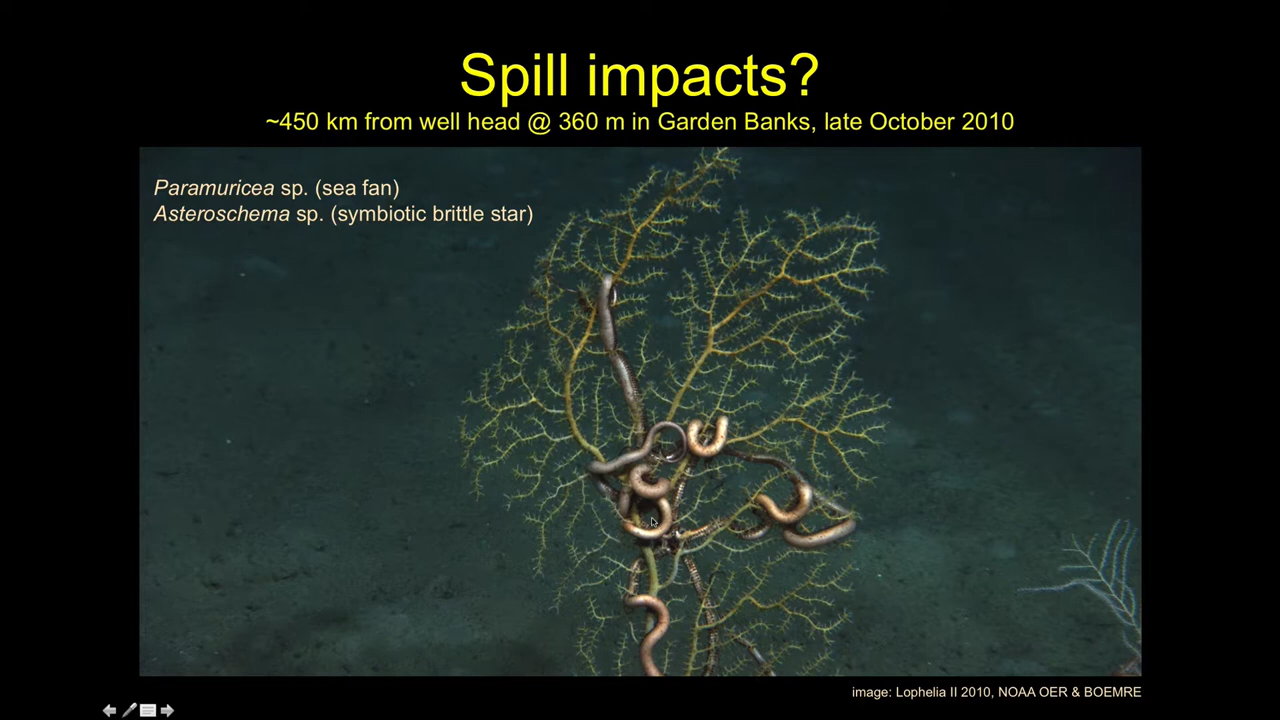 Spill impacts?
~450 km from well head @ 360 m in Garden Banks, late October 2010
Paramuricea sp. (sea fan)
Asteroschema sp. (symbiotic brittle star)
image: Lophelia II 2010, NOAA OER & BOEMRE